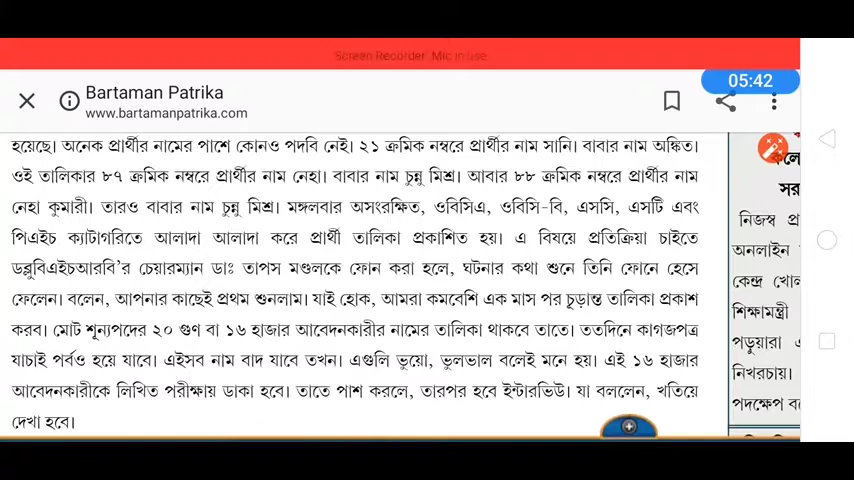 Screen Recorder Mic in use
Bartaman Patrika
05:42
www.bartamanpatrika.com
হয়েছে। অনেক প্রার্থীর নামের পাশে কোনও পদবি নেই। ২১ ক্রমিক নম্বরে প্রার্থীর নাম সানি। বাবার নাম অঙ্কিত।
ওই তালিকার ৮৭ ক্রমিক নম্বরে প্রার্থীর নাম নেহা। বাবার নাম চুন্নু মিশ্র। আবার ৮৮ ক্রমিক নম্বরে প্রার্থীর নাম
নেহা কুমারী। তারও বাবার নাম চুন্নু মিশ্র। মঙ্গলবার অসংরক্ষিত, ওবিসিএ, ওবিসি-বি, এসসি, এসটি এবং
পিএইচ ক্যাটাগরিতে আলাদা আলাদা করে প্রার্থী তালিকা প্রকাশিত হয়। এ বিষয়ে প্রতিক্রিয়া চাইতে
ডব্লুবিএইচআরবি'র চেয়ারম্যান ডাঃ তাপস মণ্ডলকে ফোন করা হলে, ঘটনার কথা শুনে তিনি ফোনে হেসে
ফেলেন। বলেন, আপনার কাছেই প্রথম শুনলাম। যাই হোক, আমরা কমবেশি এক মাস পর চূড়ান্ত তালিকা প্রকাশ
করব। মোট শূন্যপদের ২০ গুণ বা ১৬ হাজার আবেদনকারীর নামের তালিকা থাকবে তাতে। ততদিনে কাগজপত্র
যাচাই পর্বও হয়ে যাবে। এইসব নাম বাদ যাবে তখন। এগুলি ভুয়ো, ভুলভাল বলেই মনে হয়। এই ১৬ হাজার
আবেদনকারীকে লিখিত পরীক্ষায় ডাকা হবে। তাতে পাশ করলে, তারপর হবে ইন্টারভিউ। যা বললেন, খতিয়ে
দেখা হবে।
কলে
সর
নিজস্ব প্র
অনলাইন
কেন্দ্র খোল
শিক্ষামন্ত্রী
পড়ুয়ারা এ
নিখরচায়।
পদক্ষেপ ব